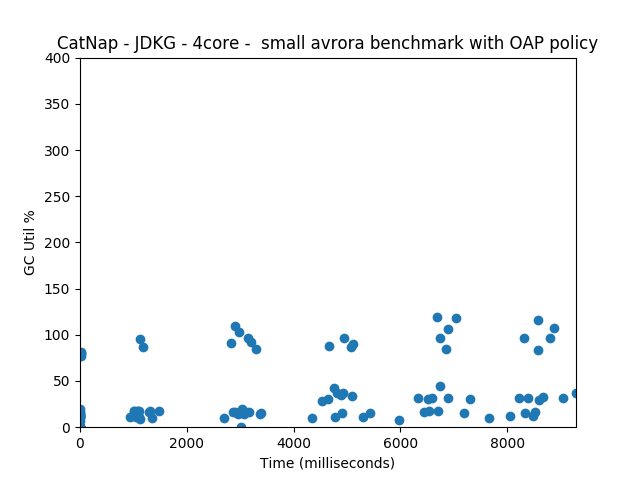 CatNap - JDKG - 4core -  small avrora benchmark with OAP policy
400
350
300
250
200
150
100
50
0
GC Util %
0 2000 4000 6000 8000
Time (milliseconds)